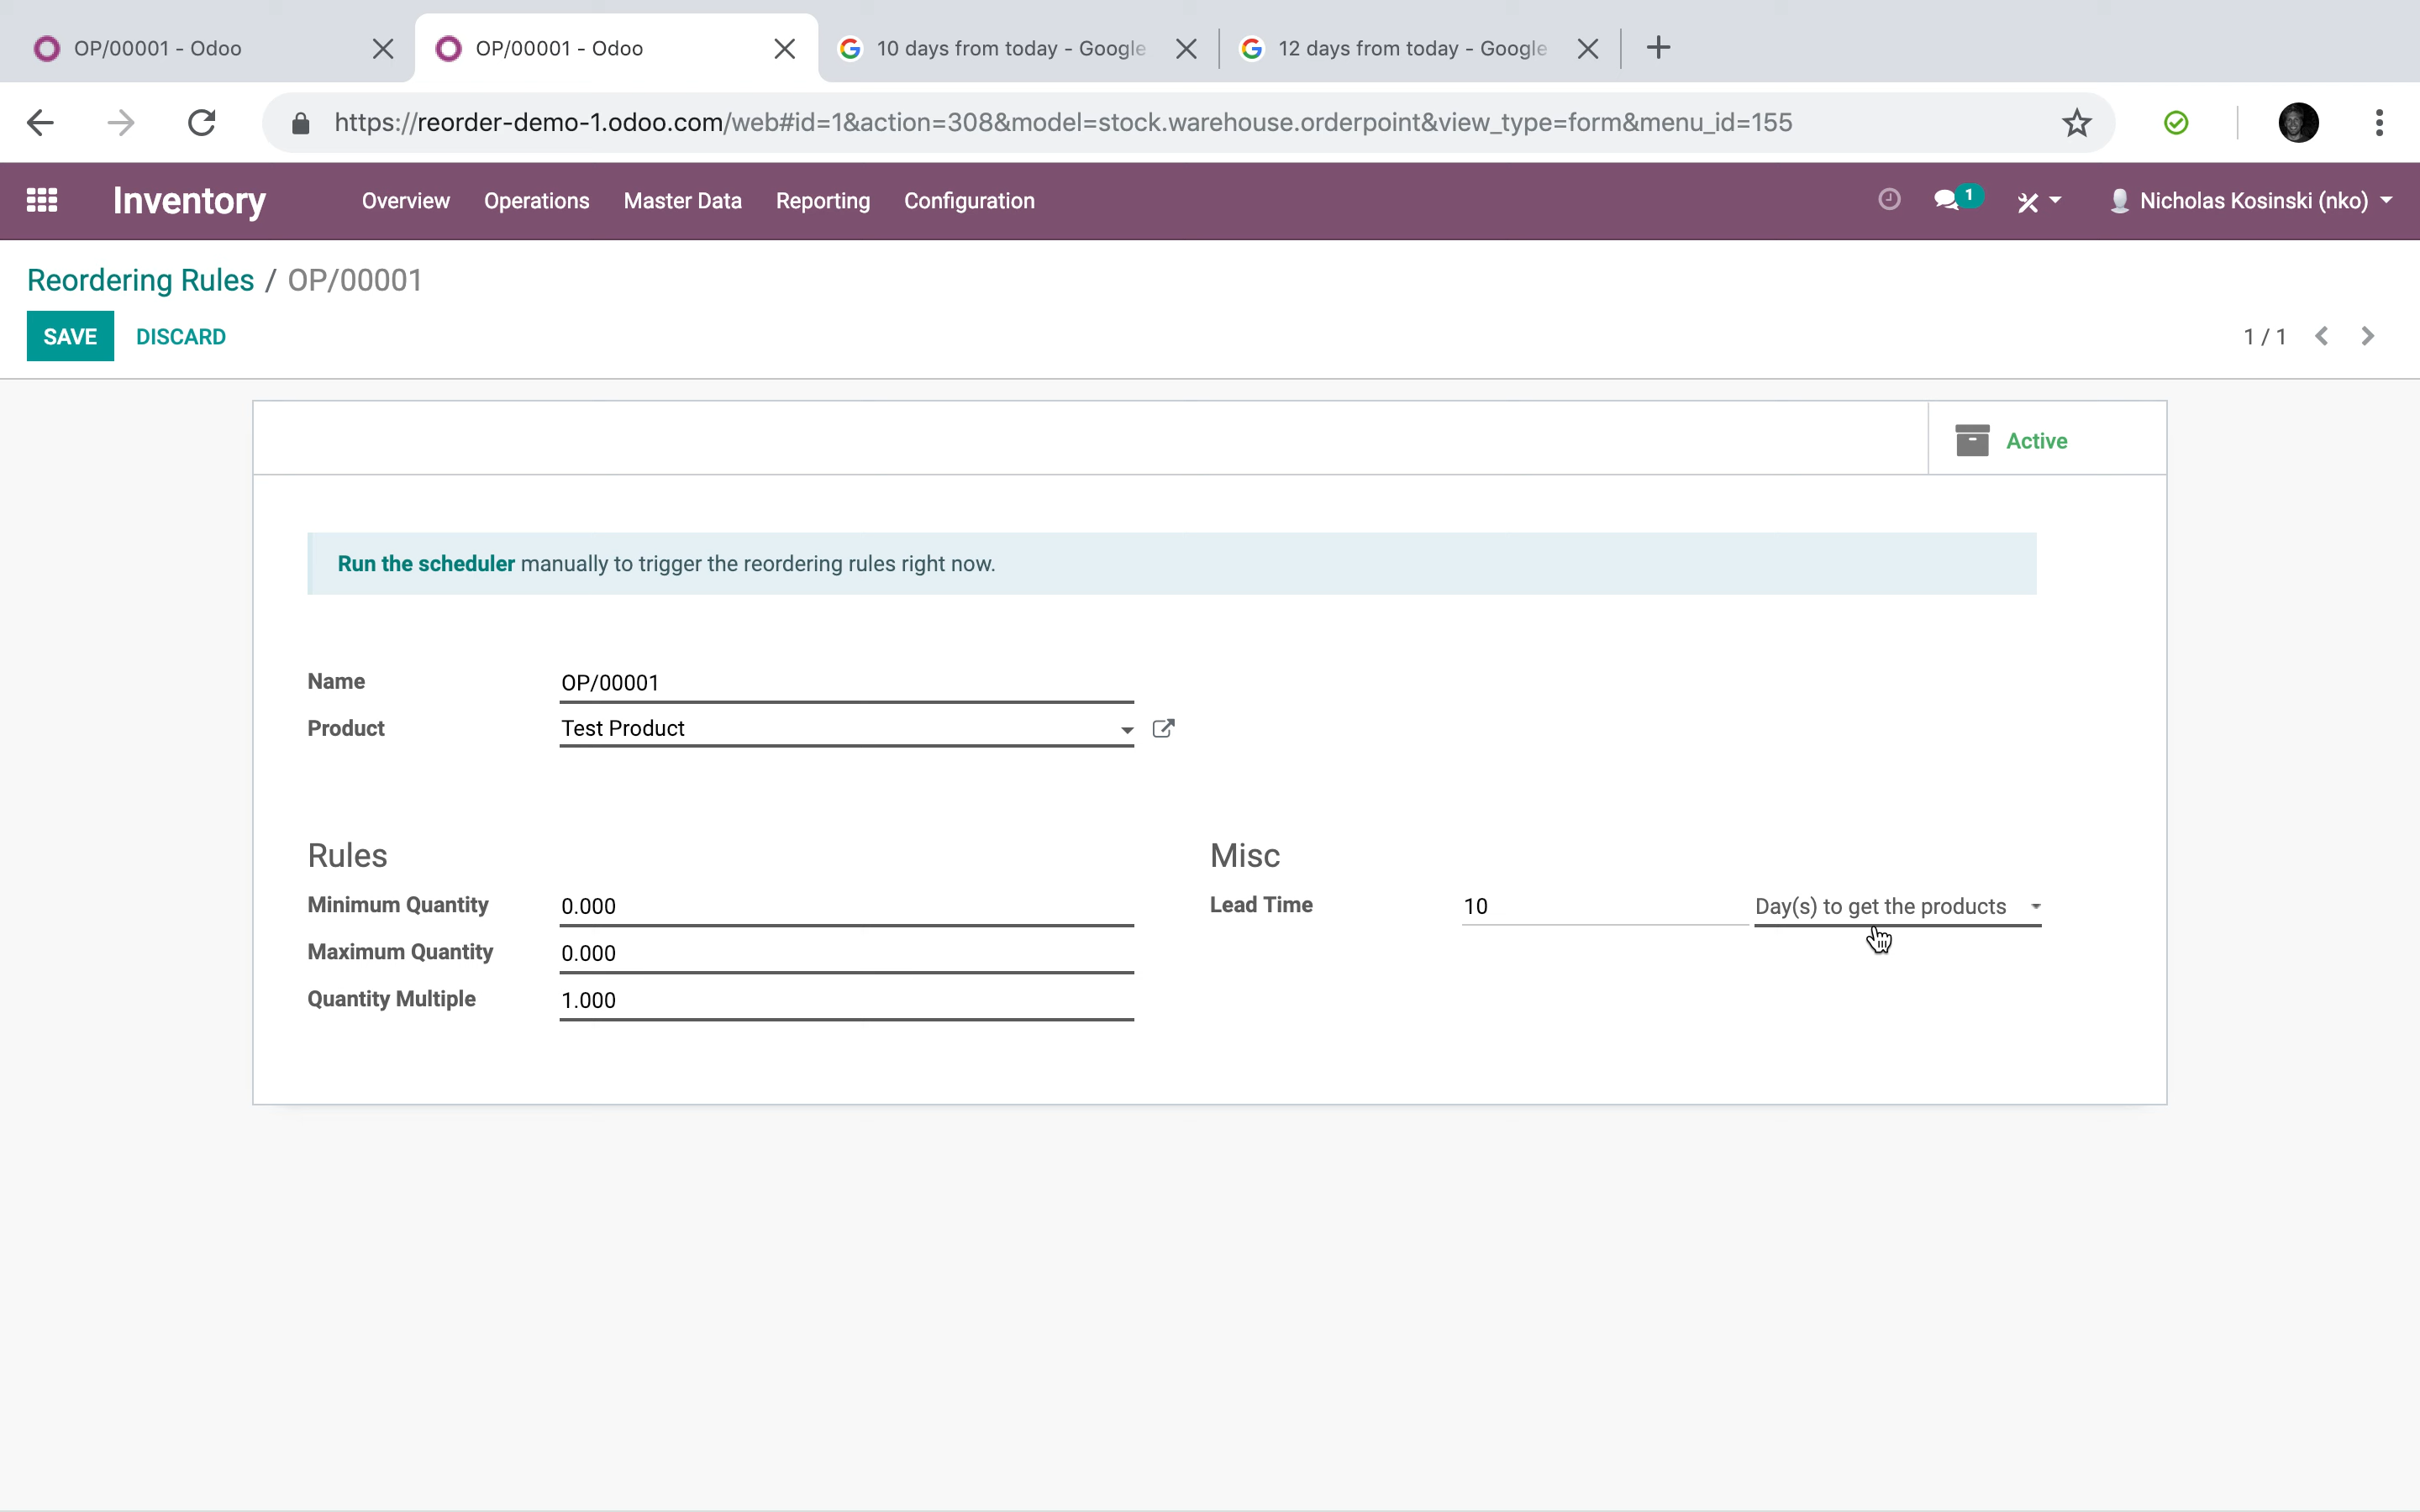 OP/00001 - Odoo
OP/00001 - Odoo
10 days from today - Google
12 days from today - Google
https://reorder-demo-1.odoo.com/web#id=1&action=308&model=stock.warehouse.orderpoint&view_type=form&menu_id=155
Inventory Overview Operations Master Data Reporting Configuration 1 Nicholas Kosinski (nko)
Reordering Rules / OP/00001
SAVE DISCARD 1 / 1
Active
Run the scheduler manually to trigger the reordering rules right now.
Name OP/00001
Product Test Product
Rules
Minimum Quantity 0.000
Maximum Quantity 0.000
Quantity Multiple 1.000
Misc
Lead Time 10 Day(s) to get the products